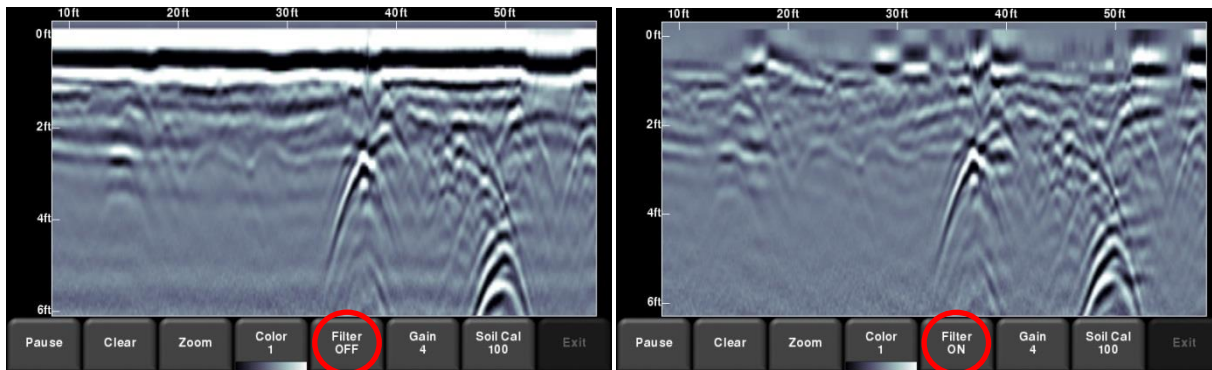 10ft 20ft 30ft 40ft 50ft
0ft
2ft
4ft
6ft
Pause Clear Zoom Color 1 Filter OFF Gain 4 Soil Cal 100 Exit
10ft 20ft 30ft 40ft 50ft
0ft
2ft
4ft
6ft
Pause Clear Zoom Color 1 Filter ON Gain 4 Soil Cal 100 Exit